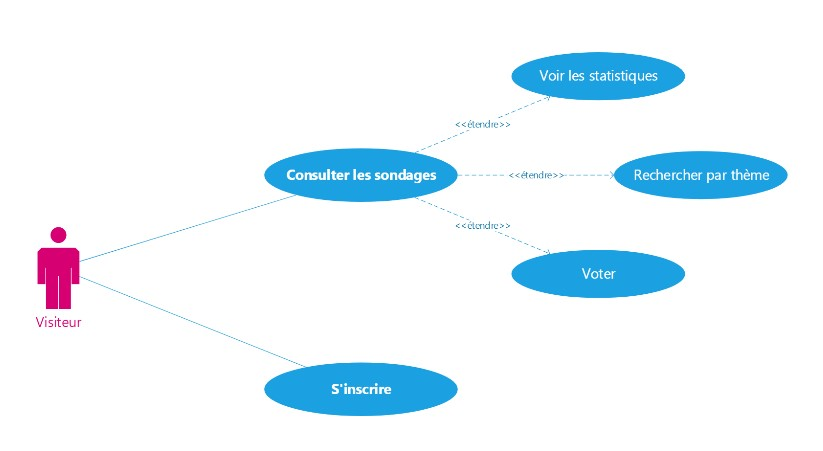 Voir les statistiques
<<étendre>>
Consulter les sondages
<<étendre>>
Rechercher par thème
<<étendre>>
Voter
Visiteur
S'inscrire